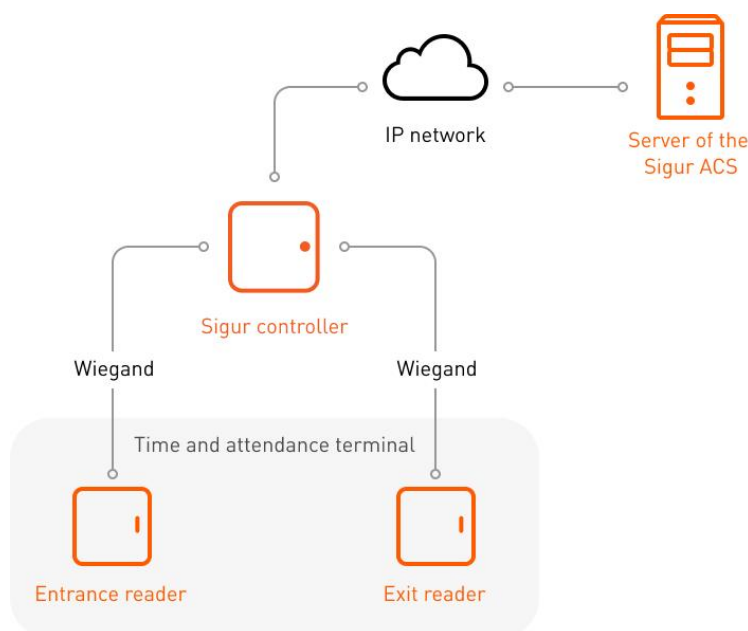 IP network
Server of the
Sigur ACS
Sigur controller
Wiegand
Wiegand
Time and attendance terminal
Entrance reader
Exit reader